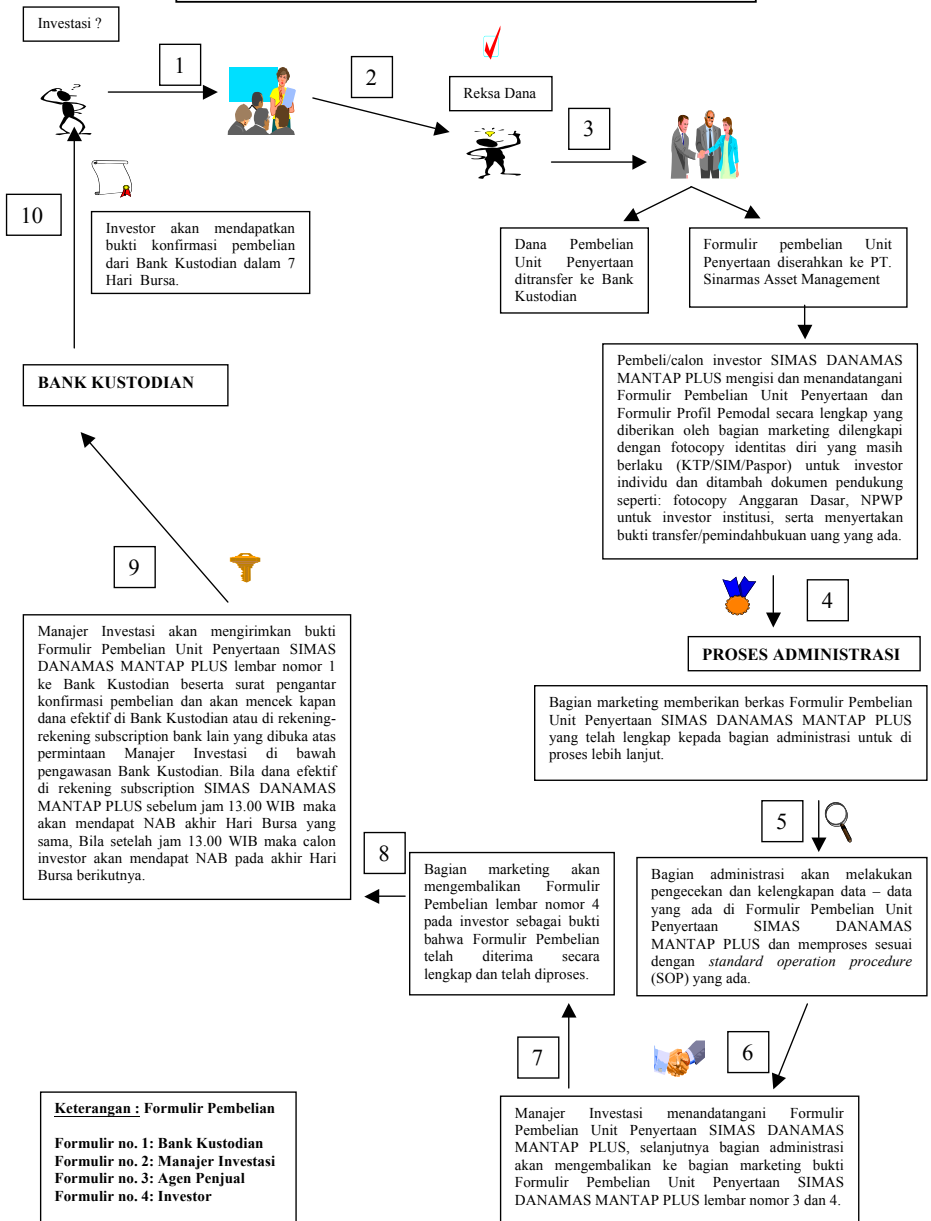 Investasi ?
1
2
Reksa Dana
3
10
Investor akan mendapatkan
bukti konfirmasi pembelian
dari Bank Kustodian dalam 7
Hari Bursa.
Dana Pembelian
Unit Penyertaan
ditransfer ke Bank
Kustodian
Formulir pembelian Unit
Penyertaan diserahkan ke PT.
Sinarmas Asset Management
BANK KUSTODIAN
Pembeli/calon investor SIMAS DANAMAS
MANTAP PLUS mengisi dan menandatangani
Formulir Pembelian Unit Penyertaan dan
Formulir Profil Pemodal secara lengkap yang
diberikan oleh bagian marketing dilengkapi
dengan fotocopy identitas diri yang masih
berlaku (KTP/SIM/Paspor) untuk investor
individu dan ditambah dokumen pendukung
seperti: fotocopy Anggaran Dasar, NPWP
untuk investor institusi, serta menyertakan
bukti transfer/pemindahbukuan uang yang ada.
4
PROSES ADMINISTRASI
Bagian marketing memberikan berkas Formulir Pembelian
Unit Penyertaan SIMAS DANAMAS MANTAP PLUS
yang telah lengkap kepada bagian administrasi untuk di
proses lebih lanjut.
5
Bagian administrasi akan melakukan
pengecekan dan kelengkapan data – data
yang ada di Formulir Pembelian Unit
Penyertaan SIMAS DANAMAS
MANTAP PLUS dan memproses sesuai
dengan standard operation procedure
(SOP) yang ada.
6
Manajer Investasi menandatangani Formulir
Pembelian Unit Penyertaan SIMAS DANAMAS
MANTAP PLUS, selanjutnya bagian administrasi
akan mengembalikan ke bagian marketing bukti
Formulir Pembelian Unit Penyertaan SIMAS
DANAMAS MANTAP PLUS lembar nomor 3 dan 4.
7
Bagian marketing akan
mengembalikan Formulir
Pembelian lembar nomor 4
pada investor sebagai bukti
bahwa Formulir Pembelian
telah diterima secara
lengkap dan telah diproses.
8
9
Manajer Investasi akan mengirimkan bukti
Formulir Pembelian Unit Penyertaan SIMAS
DANAMAS MANTAP PLUS lembar nomor 1
ke Bank Kustodian beserta surat pengantar
konfirmasi pembelian dan akan mencek kapan
dana efektif di Bank Kustodian atau di rekening-
rekening subscription bank lain yang dibuka atas
permintaan Manajer Investasi di bawah
pengawasan Bank Kustodian. Bila dana efektif
di rekening subscription SIMAS DANAMAS
MANTAP PLUS sebelum jam 13.00 WIB maka
akan mendapat NAB akhir Hari Bursa yang
sama, Bila setelah jam 13.00 WIB maka calon
investor akan mendapat NAB pada akhir Hari
Bursa berikutnya.
Keterangan : Formulir Pembelian
Formulir no. 1: Bank Kustodian
Formulir no. 2: Manajer Investasi
Formulir no. 3: Agen Penjual
Formulir no. 4: Investor